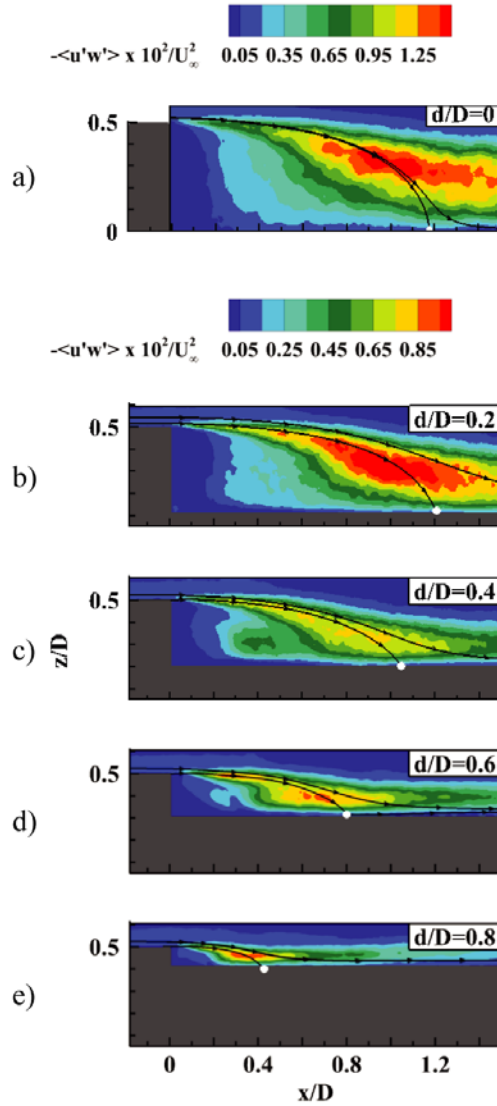 -<u'w'> x 10²/U²∞
0.05 0.35 0.65 0.95 1.25
a)
0.5
0
d/D=0
-<u'w'> x 10²/U²∞
0.05 0.25 0.45 0.65 0.85
b)
0.5
d/D=0.2
c)
0.5
d/D=0.4
z/D
d)
0.5
d/D=0.6
e)
0.5
d/D=0.8
0 0.4 0.8 1.2
x/D